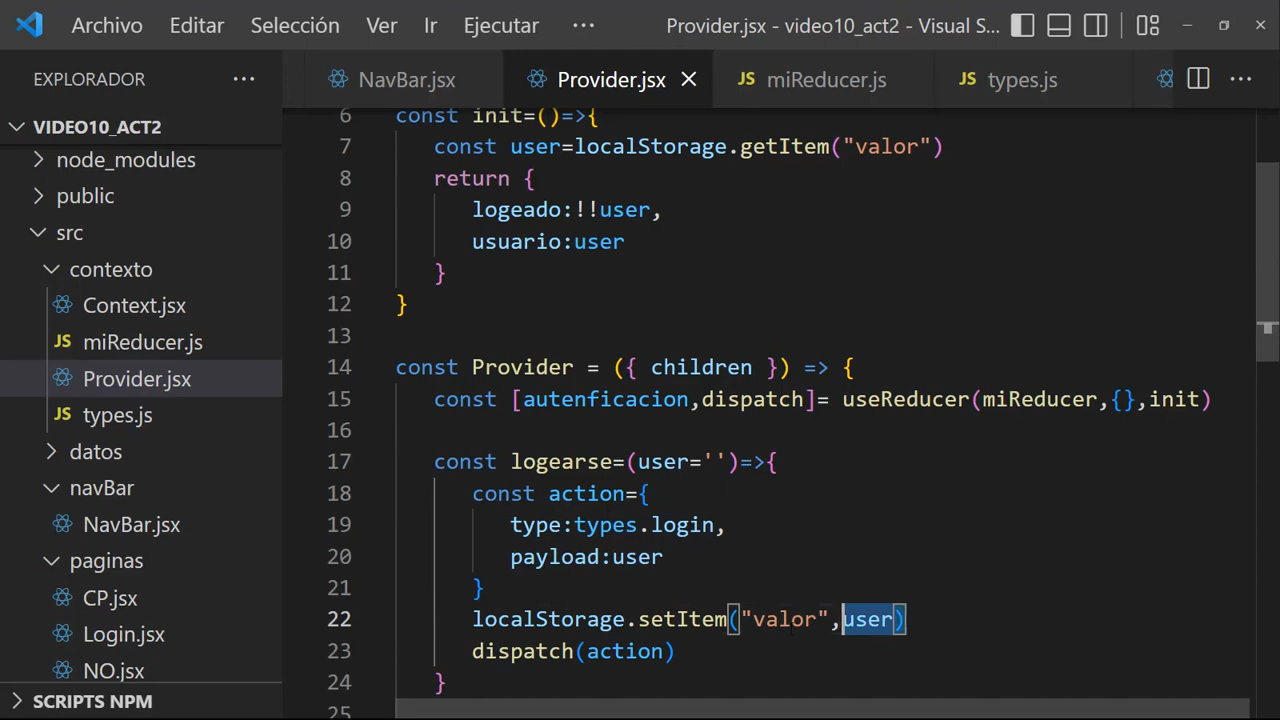 Archivo Editar Selección Ver Ir Ejecutar ··· Provider.jsx - video10_act2 - Visual S...
EXPLORADOR ···
NavBar.jsx Provider.jsx miReducer.js types.js ···
VIDEO10_ACT2
node_modules
public
src
contexto
Context.jsx
JS miReducer.js
Provider.jsx
JS types.js
datos
navBar
NavBar.jsx
paginas
CP.jsx
Login.jsx
NO.jsx
SCRIPTS NPM
6 const init=()=>{
7 const user=localStorage.getItem("valor")
8 return {
9 logeado:!!user,
10 usuario:user
11 }
12 }
13
14 const Provider = ({ children }) => {
15 const [autenficacion,dispatch]= useReducer(miReducer,{},init)
16
17 const logearse=(user='')=>{
18 const action={
19 type:types.login,
20 payload:user
21 }
22 localStorage.setItem("valor",user)
23 dispatch(action)
24 }
25